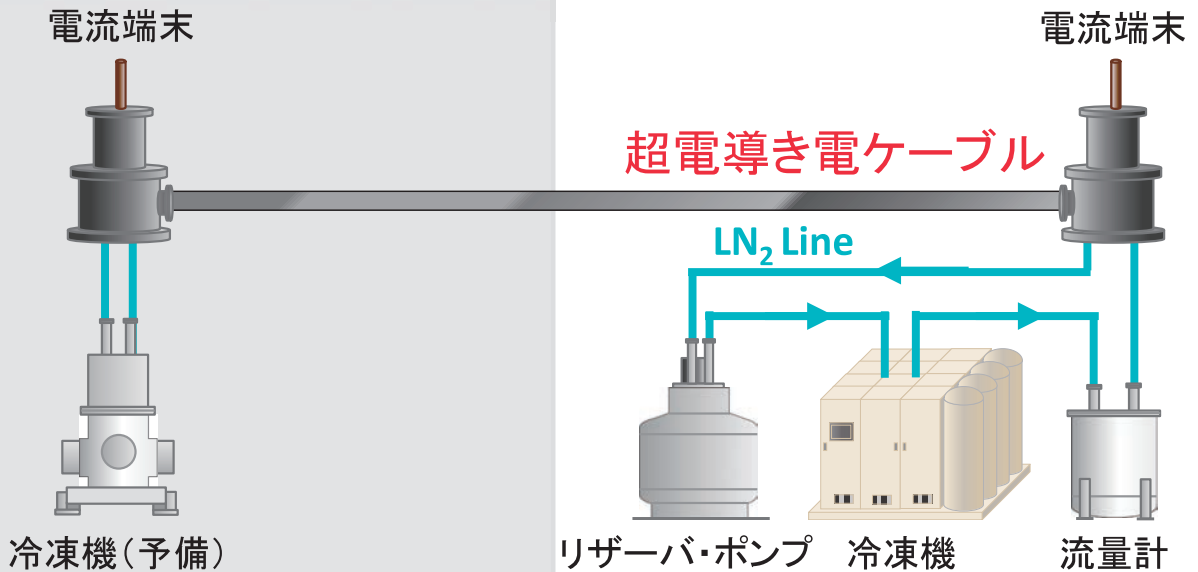 電流端末
電流端末
超電導き電ケーブル
LN₂ Line
冷凍機（予備）
リザーバ・ポンプ
冷凍機
流量計